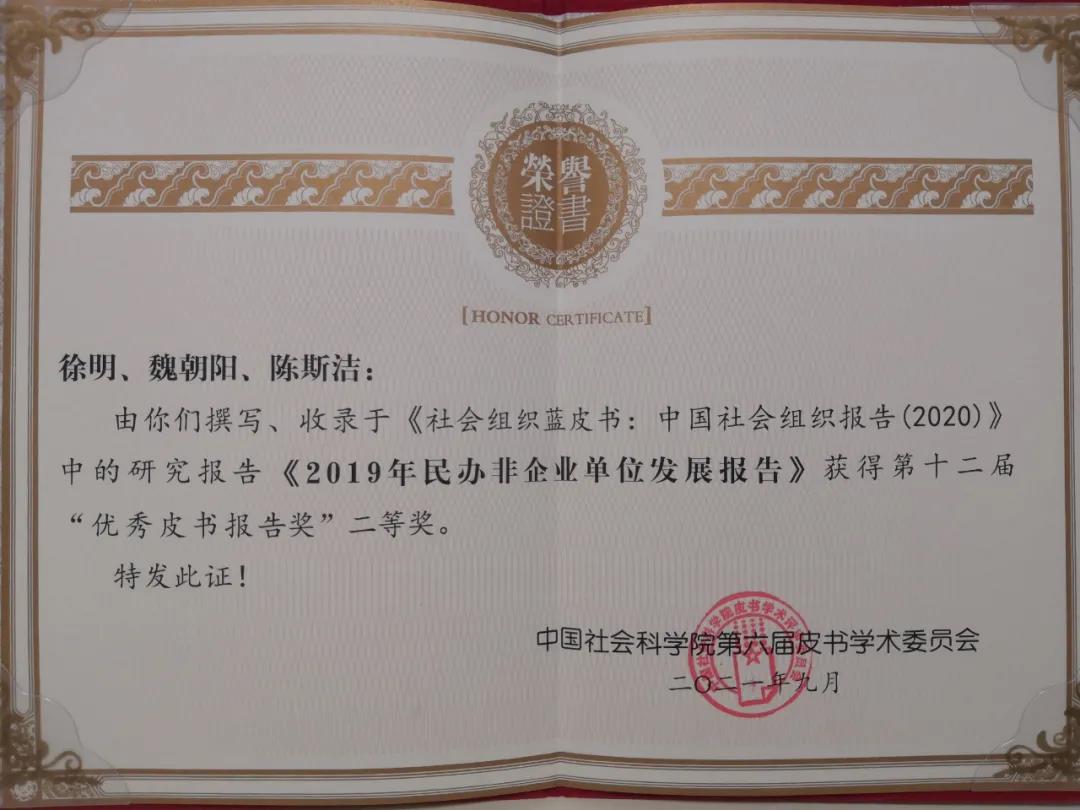 榮譽
證書
[HONOR CERTIFICATE]
徐明、魏朝阳、陈斯洁：
由你们撰写、收录于《社会组织蓝皮书：中国社会组织报告(2020)》
中的研究报告《2019年民办非企业单位发展报告》获得第十二届
“优秀皮书报告奖”二等奖。
特发此证！
中国社会科学院第六届皮书学术委员会
二〇二一年九月